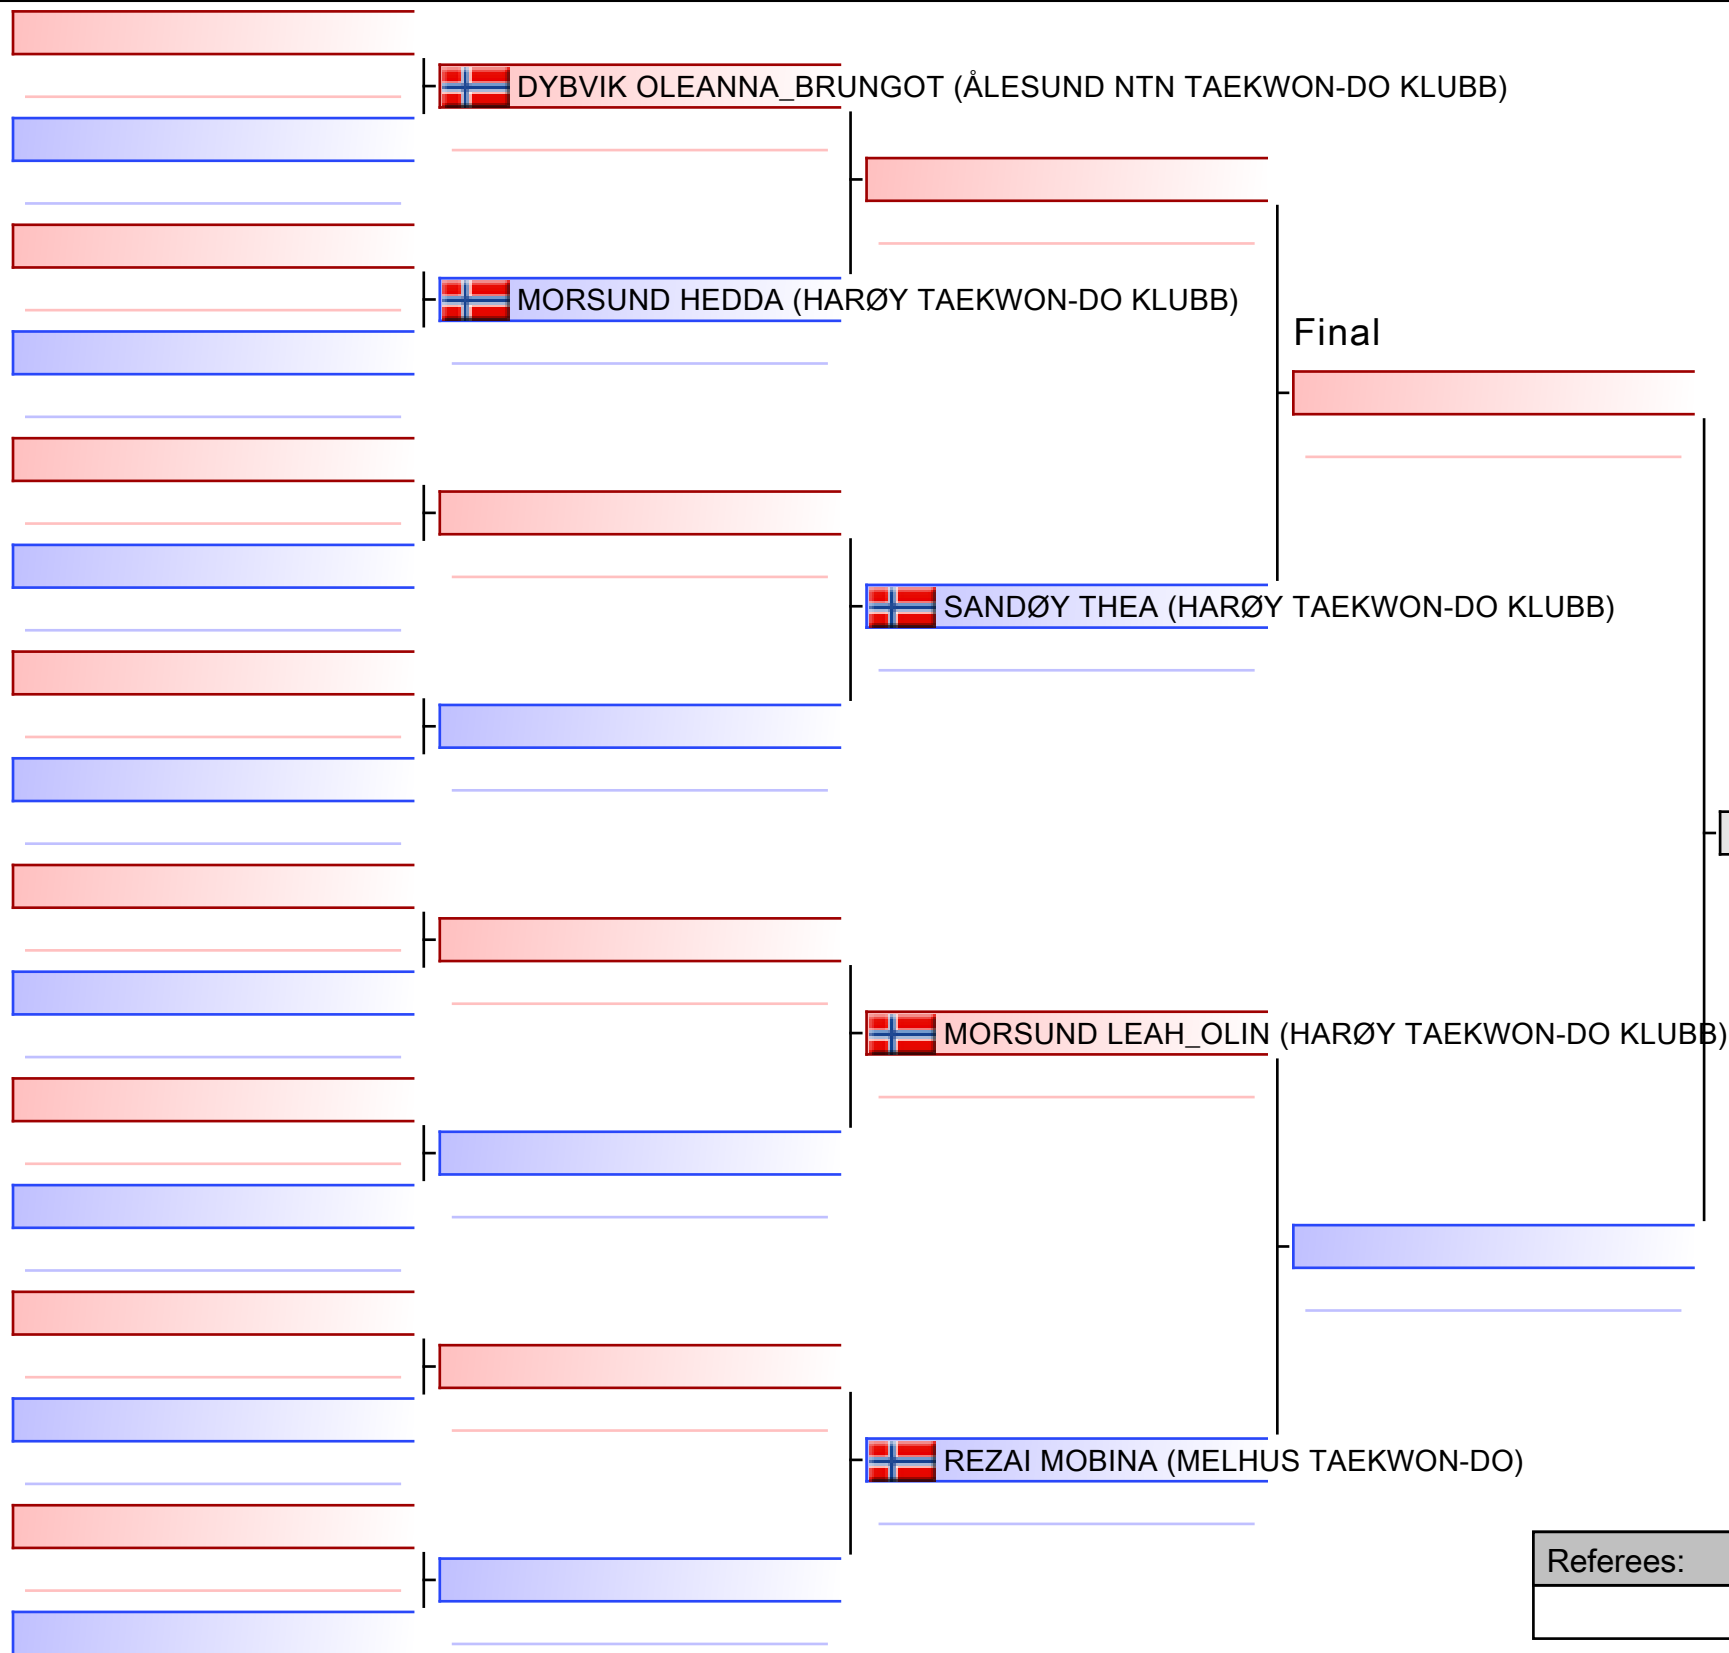 DYBVIK OLEANNA_BRUNGOT (ÅLESUND NTN TAEKWON-DO KLUBB)
MORSUND HEDDA (HARØY TAEKWON-DO KLUBB)
Final
SANDØY THEA (HARØY TAEKWON-DO KLUBB)
MORSUND LEAH_OLIN (HARØY TAEKWON-DO KLUBB)
REZAI MOBINA (MELHUS TAEKWON-DO)
Referees: